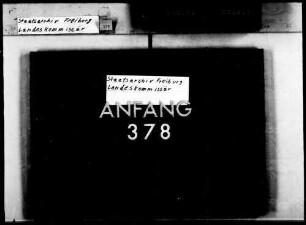 Staatsarchiv Freiburg
Landeskommissär
Staatsarchiv Freiburg
Landeskommissär
ANFANG
378